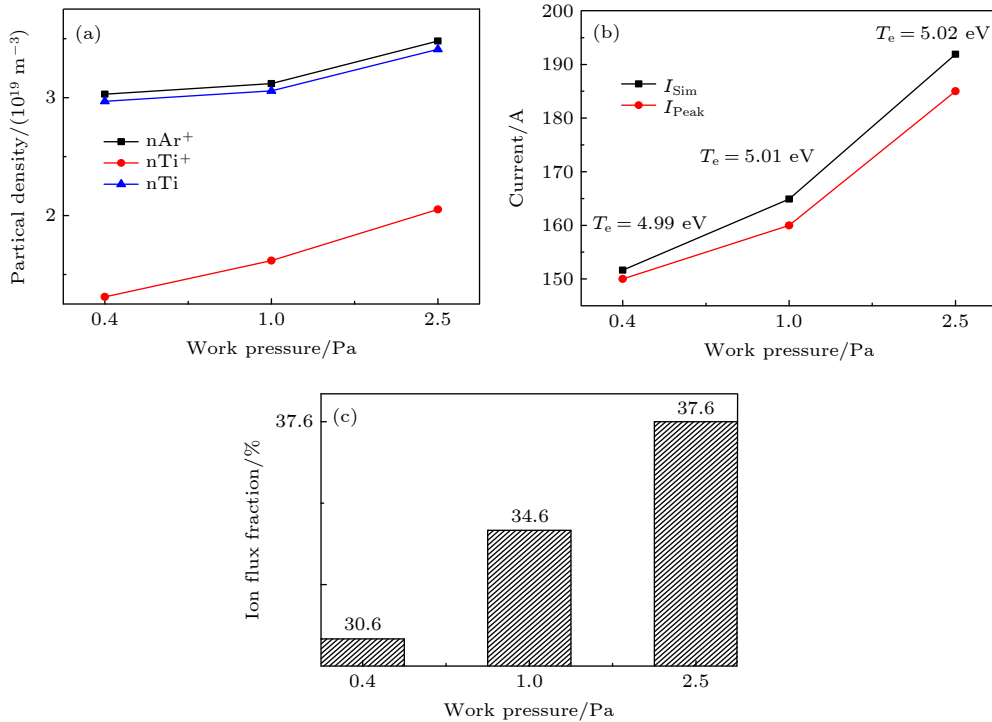 (a)
Partical density/(10¹⁹ m⁻³)
3
2
nAr⁺
nTi⁺
nTi
0.4 1.0 2.5
Work pressure/Pa
(b)
Current/A
200
190
180
170
160
150
I_Sim
I_Peak
T_e = 4.99 eV
T_e = 5.01 eV
T_e = 5.02 eV
0.4 1.0 2.5
Work pressure/Pa
(c)
Ion flux fraction/%
37.6
30.6
34.6
37.6
0.4 1.0 2.5
Work pressure/Pa